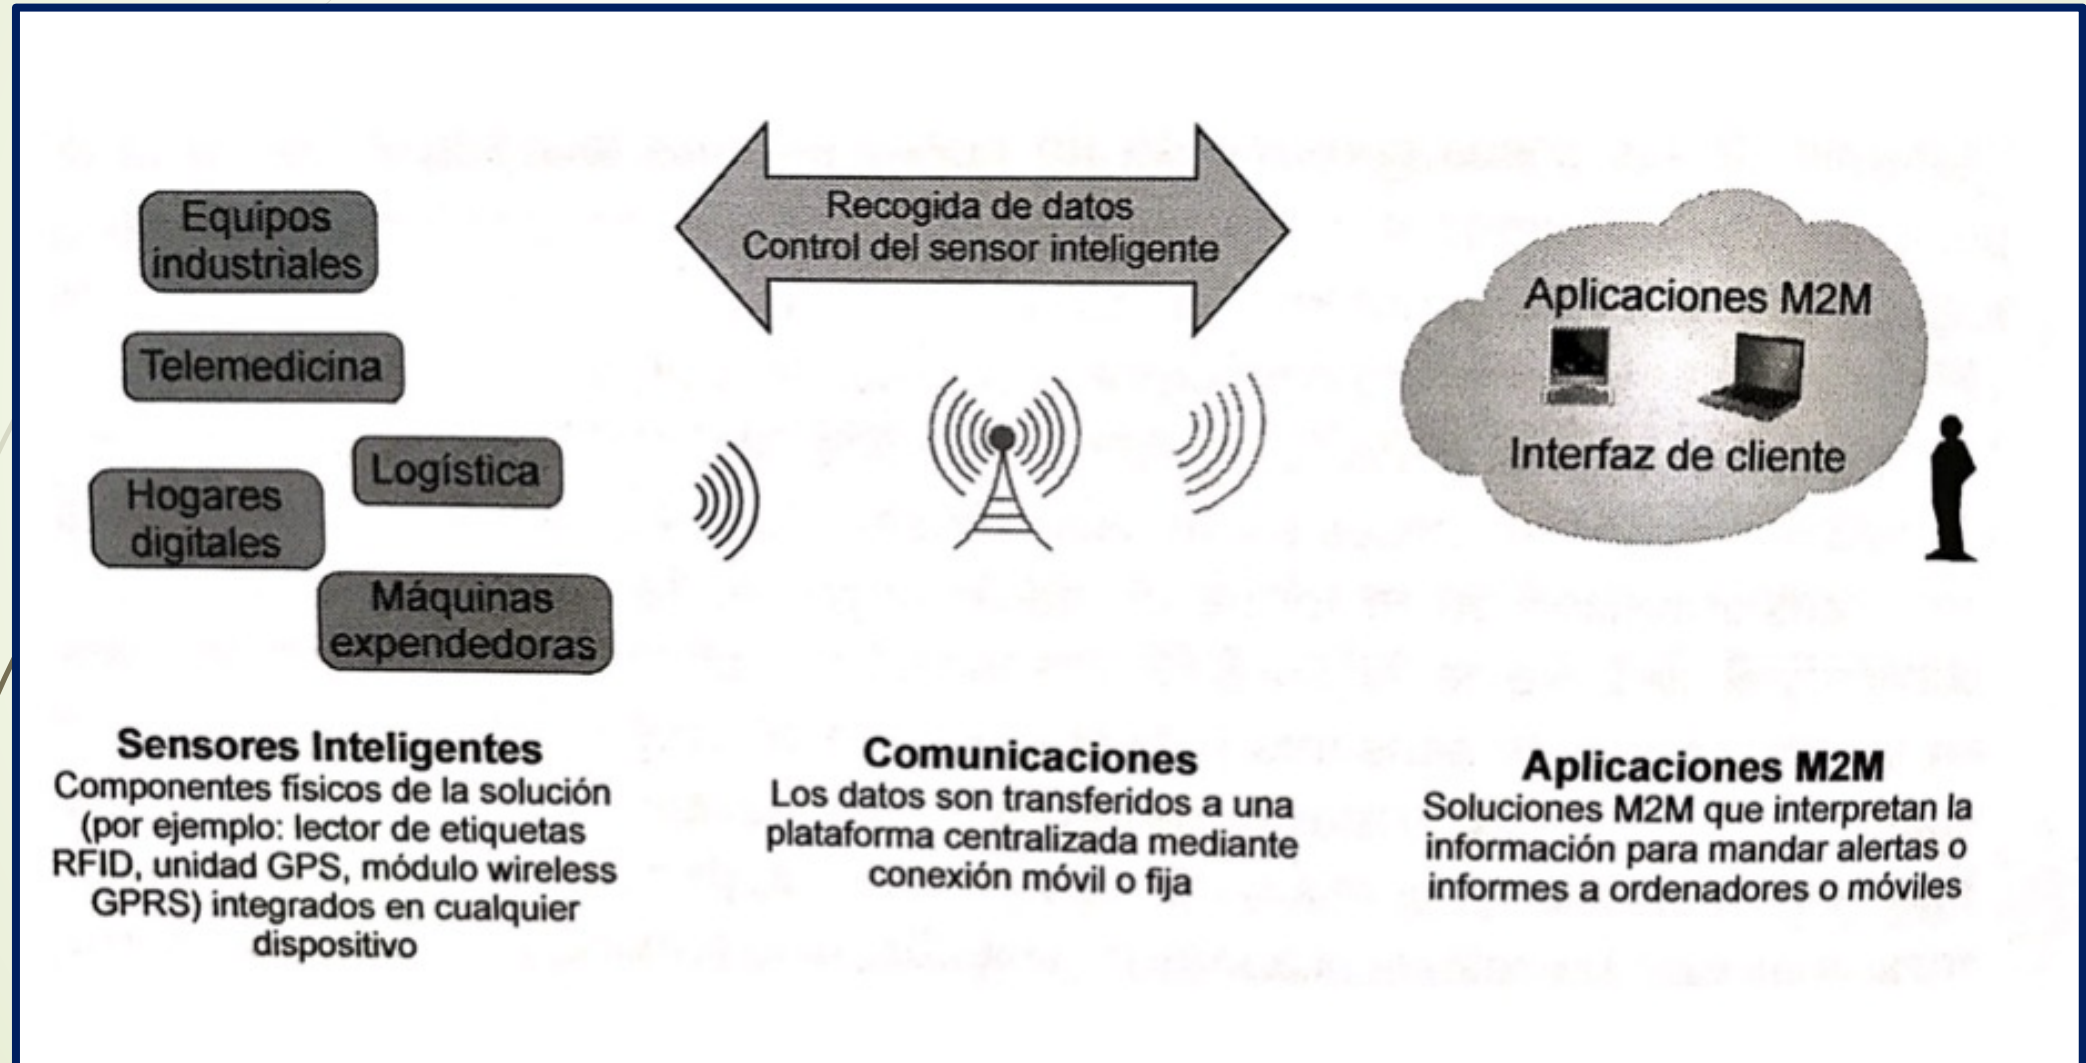 Equipos
industriales
Telemedicina
Logística
Hogares
digitales
Máquinas
expendedoras
Recogida de datos
Control del sensor inteligente
Aplicaciones M2M
Interfaz de cliente
Sensores Inteligentes
Componentes físicos de la solución
(por ejemplo: lector de etiquetas
RFID, unidad GPS, módulo wireless
GPRS) integrados en cualquier
dispositivo
Comunicaciones
Los datos son transferidos a una
plataforma centralizada mediante
conexión móvil o fija
Aplicaciones M2M
Soluciones M2M que interpretan la
información para mandar alertas o
informes a ordenadores o móviles